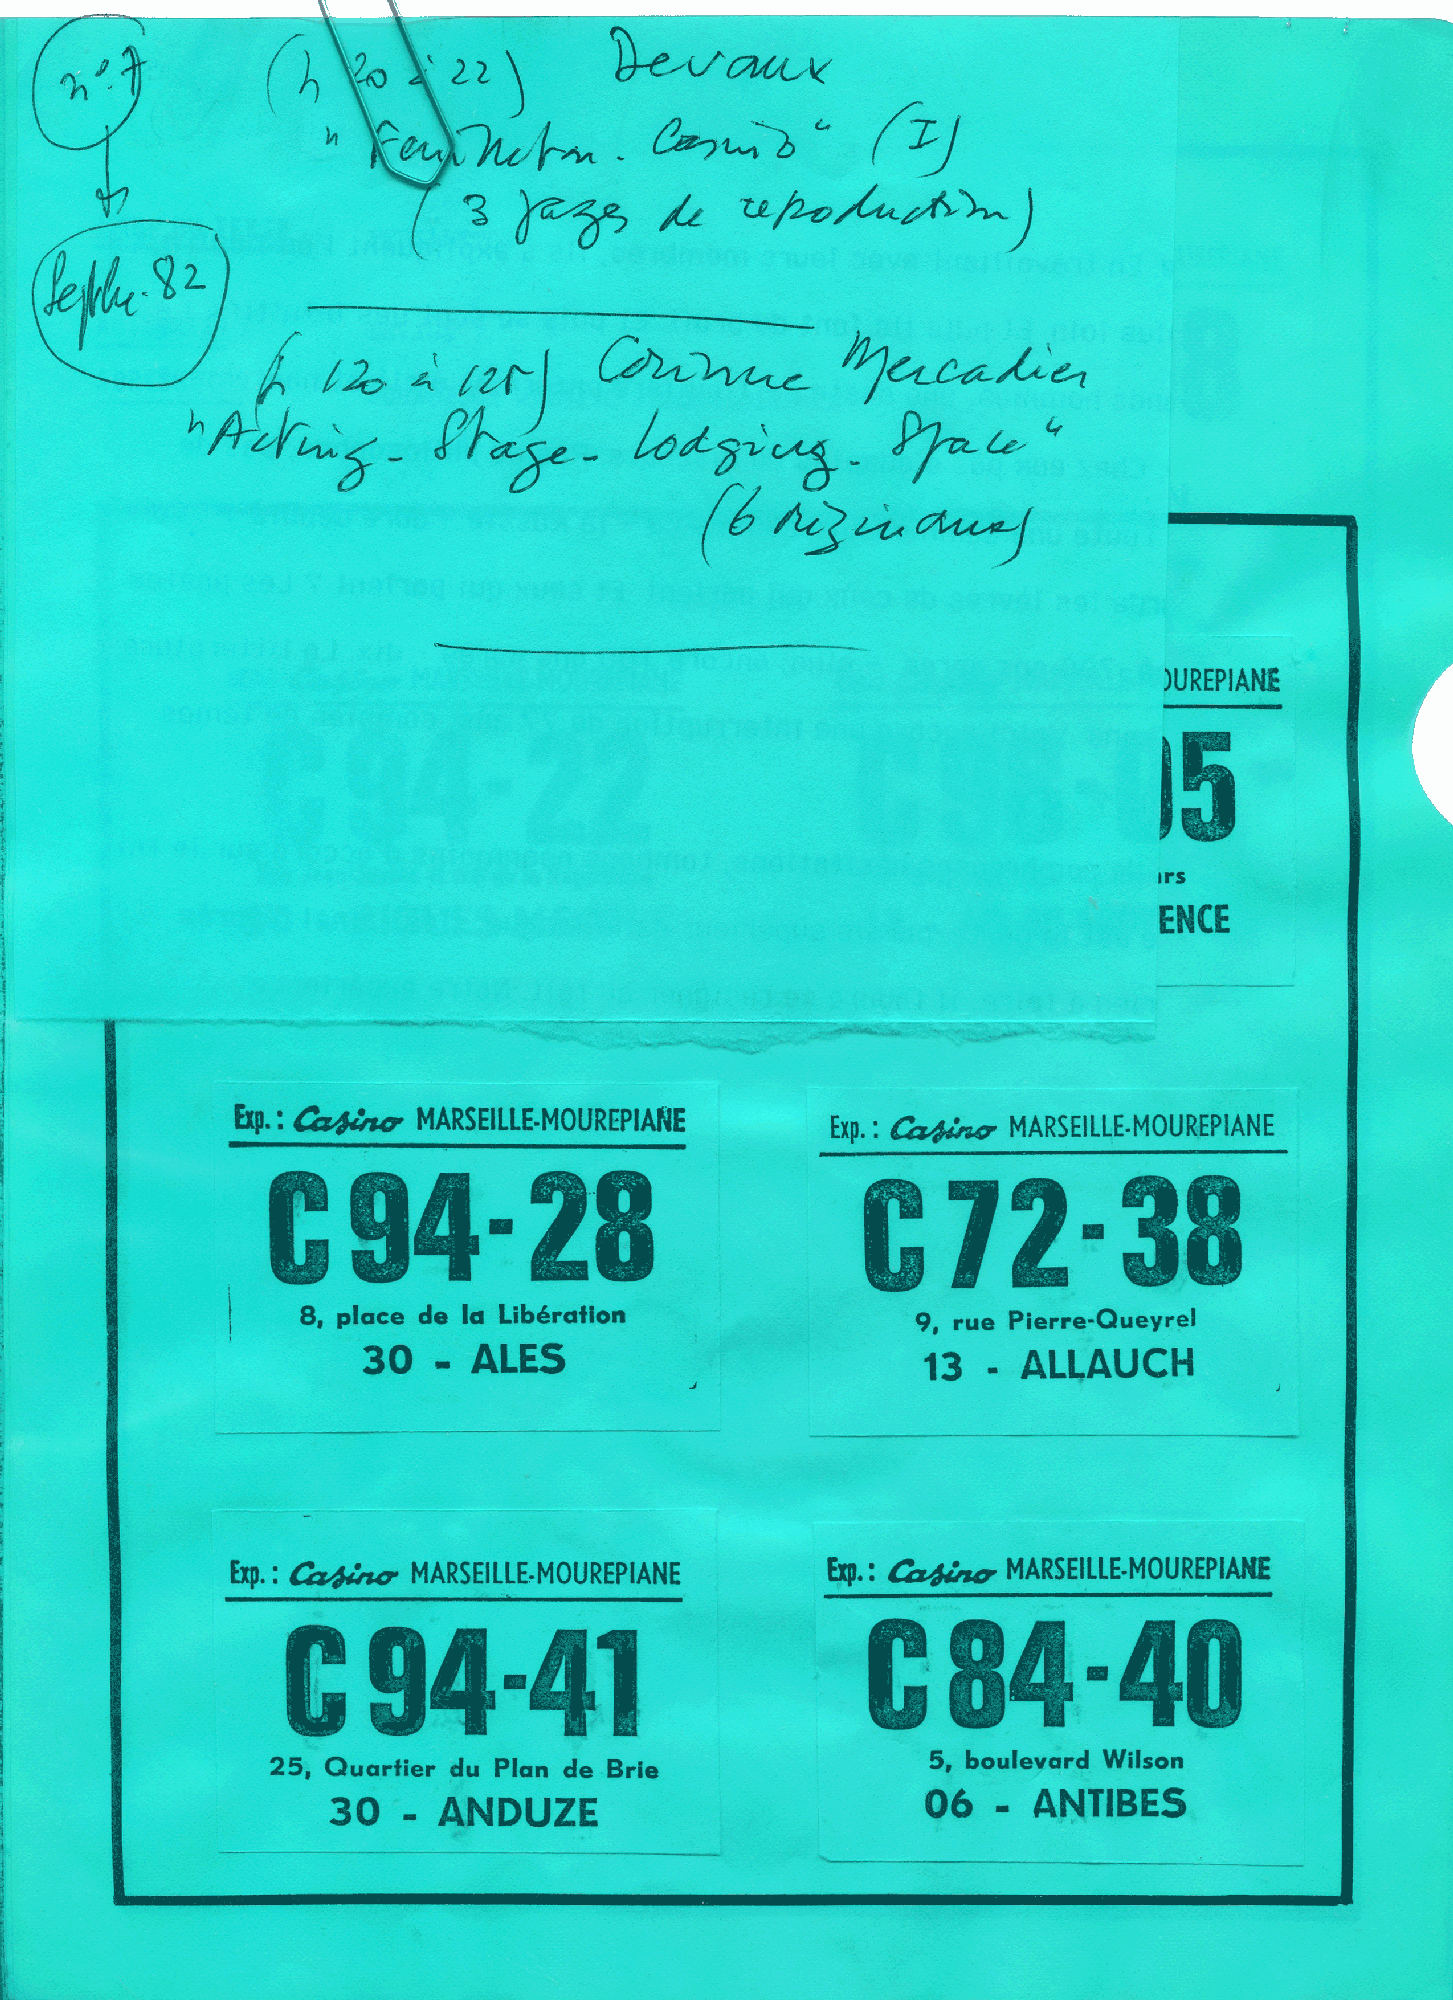 n°7 (p 20 à 22) Devaux
"Feuilleton. Casino" (I)
(3 pages de reproduction)
Septbre. 82
(p 120 à 125) Corinne Mercadier
"Acting - Stage - Lodging - Space"
(6 originaux)
OUREPIANE
05
urs
ENCE
Exp.: Casino MARSEILLE-MOUREPIANE
C 94-28
8, place de la Libération
30 - ALES
Exp.: Casino MARSEILLE-MOUREPIANE
C 72-38
9, rue Pierre-Queyrel
13 - ALLAUCH
Exp.: Casino MARSEILLE-MOUREPIANE
C 94-41
25, Quartier du Plan de Brie
30 - ANDUZE
Exp.: Casino MARSEILLE-MOUREPIANE
C 84-40
5, boulevard Wilson
06 - ANTIBES